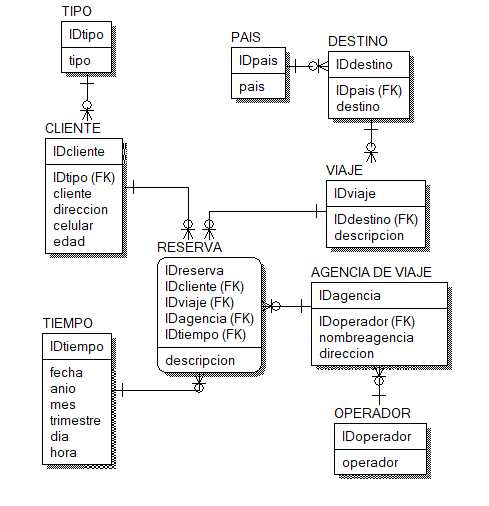 TIPO
IDtipo
tipo
PAIS
IDpais
pais
DESTINO
IDdestino
IDpais (FK)
destino
CLIENTE
IDcliente
IDtipo (FK)
cliente
direccion
celular
edad
VIAJE
IDviaje
IDdestino (FK)
descripcion
RESERVA
IDreserva
IDcliente (FK)
IDviaje (FK)
IDagencia (FK)
IDtiempo (FK)
descripcion
AGENCIA DE VIAJE
IDagencia
IDoperador (FK)
nombreagencia
direccion
TIEMPO
IDtiempo
fecha
anio
mes
trimestre
dia
hora
OPERADOR
IDoperador
operador